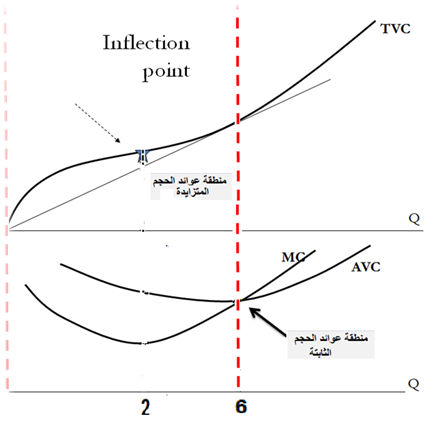 TVC
Inflection
point
منطقة عوائد الحجم
المتزايدة
Q
MC
AVC
منطقة عوائد الحجم
الثابتة
Q
2
6